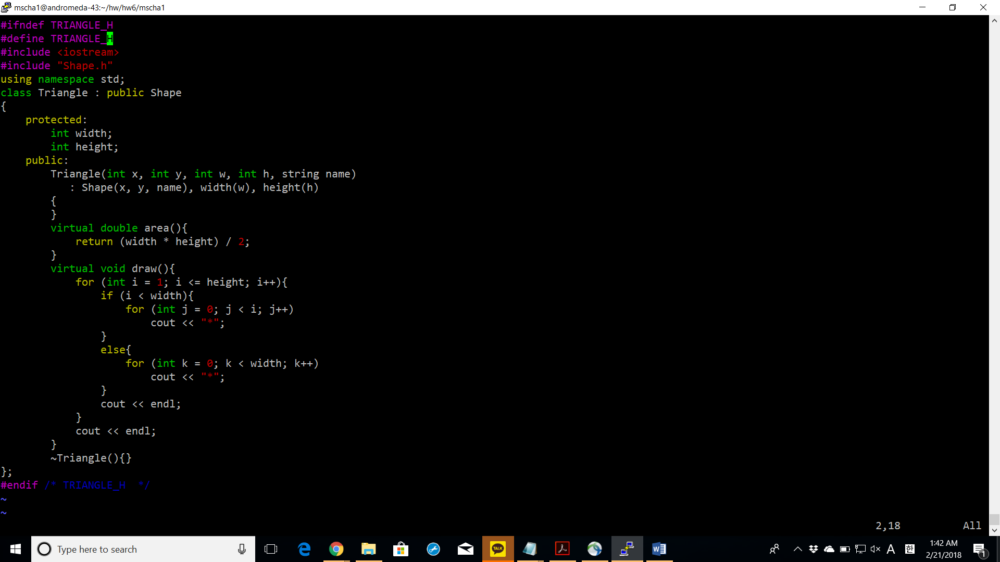 mscha1@andromeda-43:~/hw/hw6/mscha1
#ifndef TRIANGLE_H
#define TRIANGLE_H
#include <iostream>
#include "Shape.h"
using namespace std;
class Triangle : public Shape
{
    protected:
        int width;
        int height;
    public:
        Triangle(int x, int y, int w, int h, string name)
           : Shape(x, y, name), width(w), height(h)
        {
        }
        virtual double area(){
            return (width * height) / 2;
        }
        virtual void draw(){
            for (int i = 1; i <= height; i++){
                if (i < width){
                    for (int j = 0; j < i; j++)
                        cout << "*";
                }
                else{
                    for (int k = 0; k < width; k++)
                        cout << "*";
                }
                cout << endl;
            }
            cout << endl;
        }
        ~Triangle(){}
};
#endif /* TRIANGLE_H  */
~
~
2,18 All
Type here to search
TALK
A 한
1:42 AM
2/21/2018
1